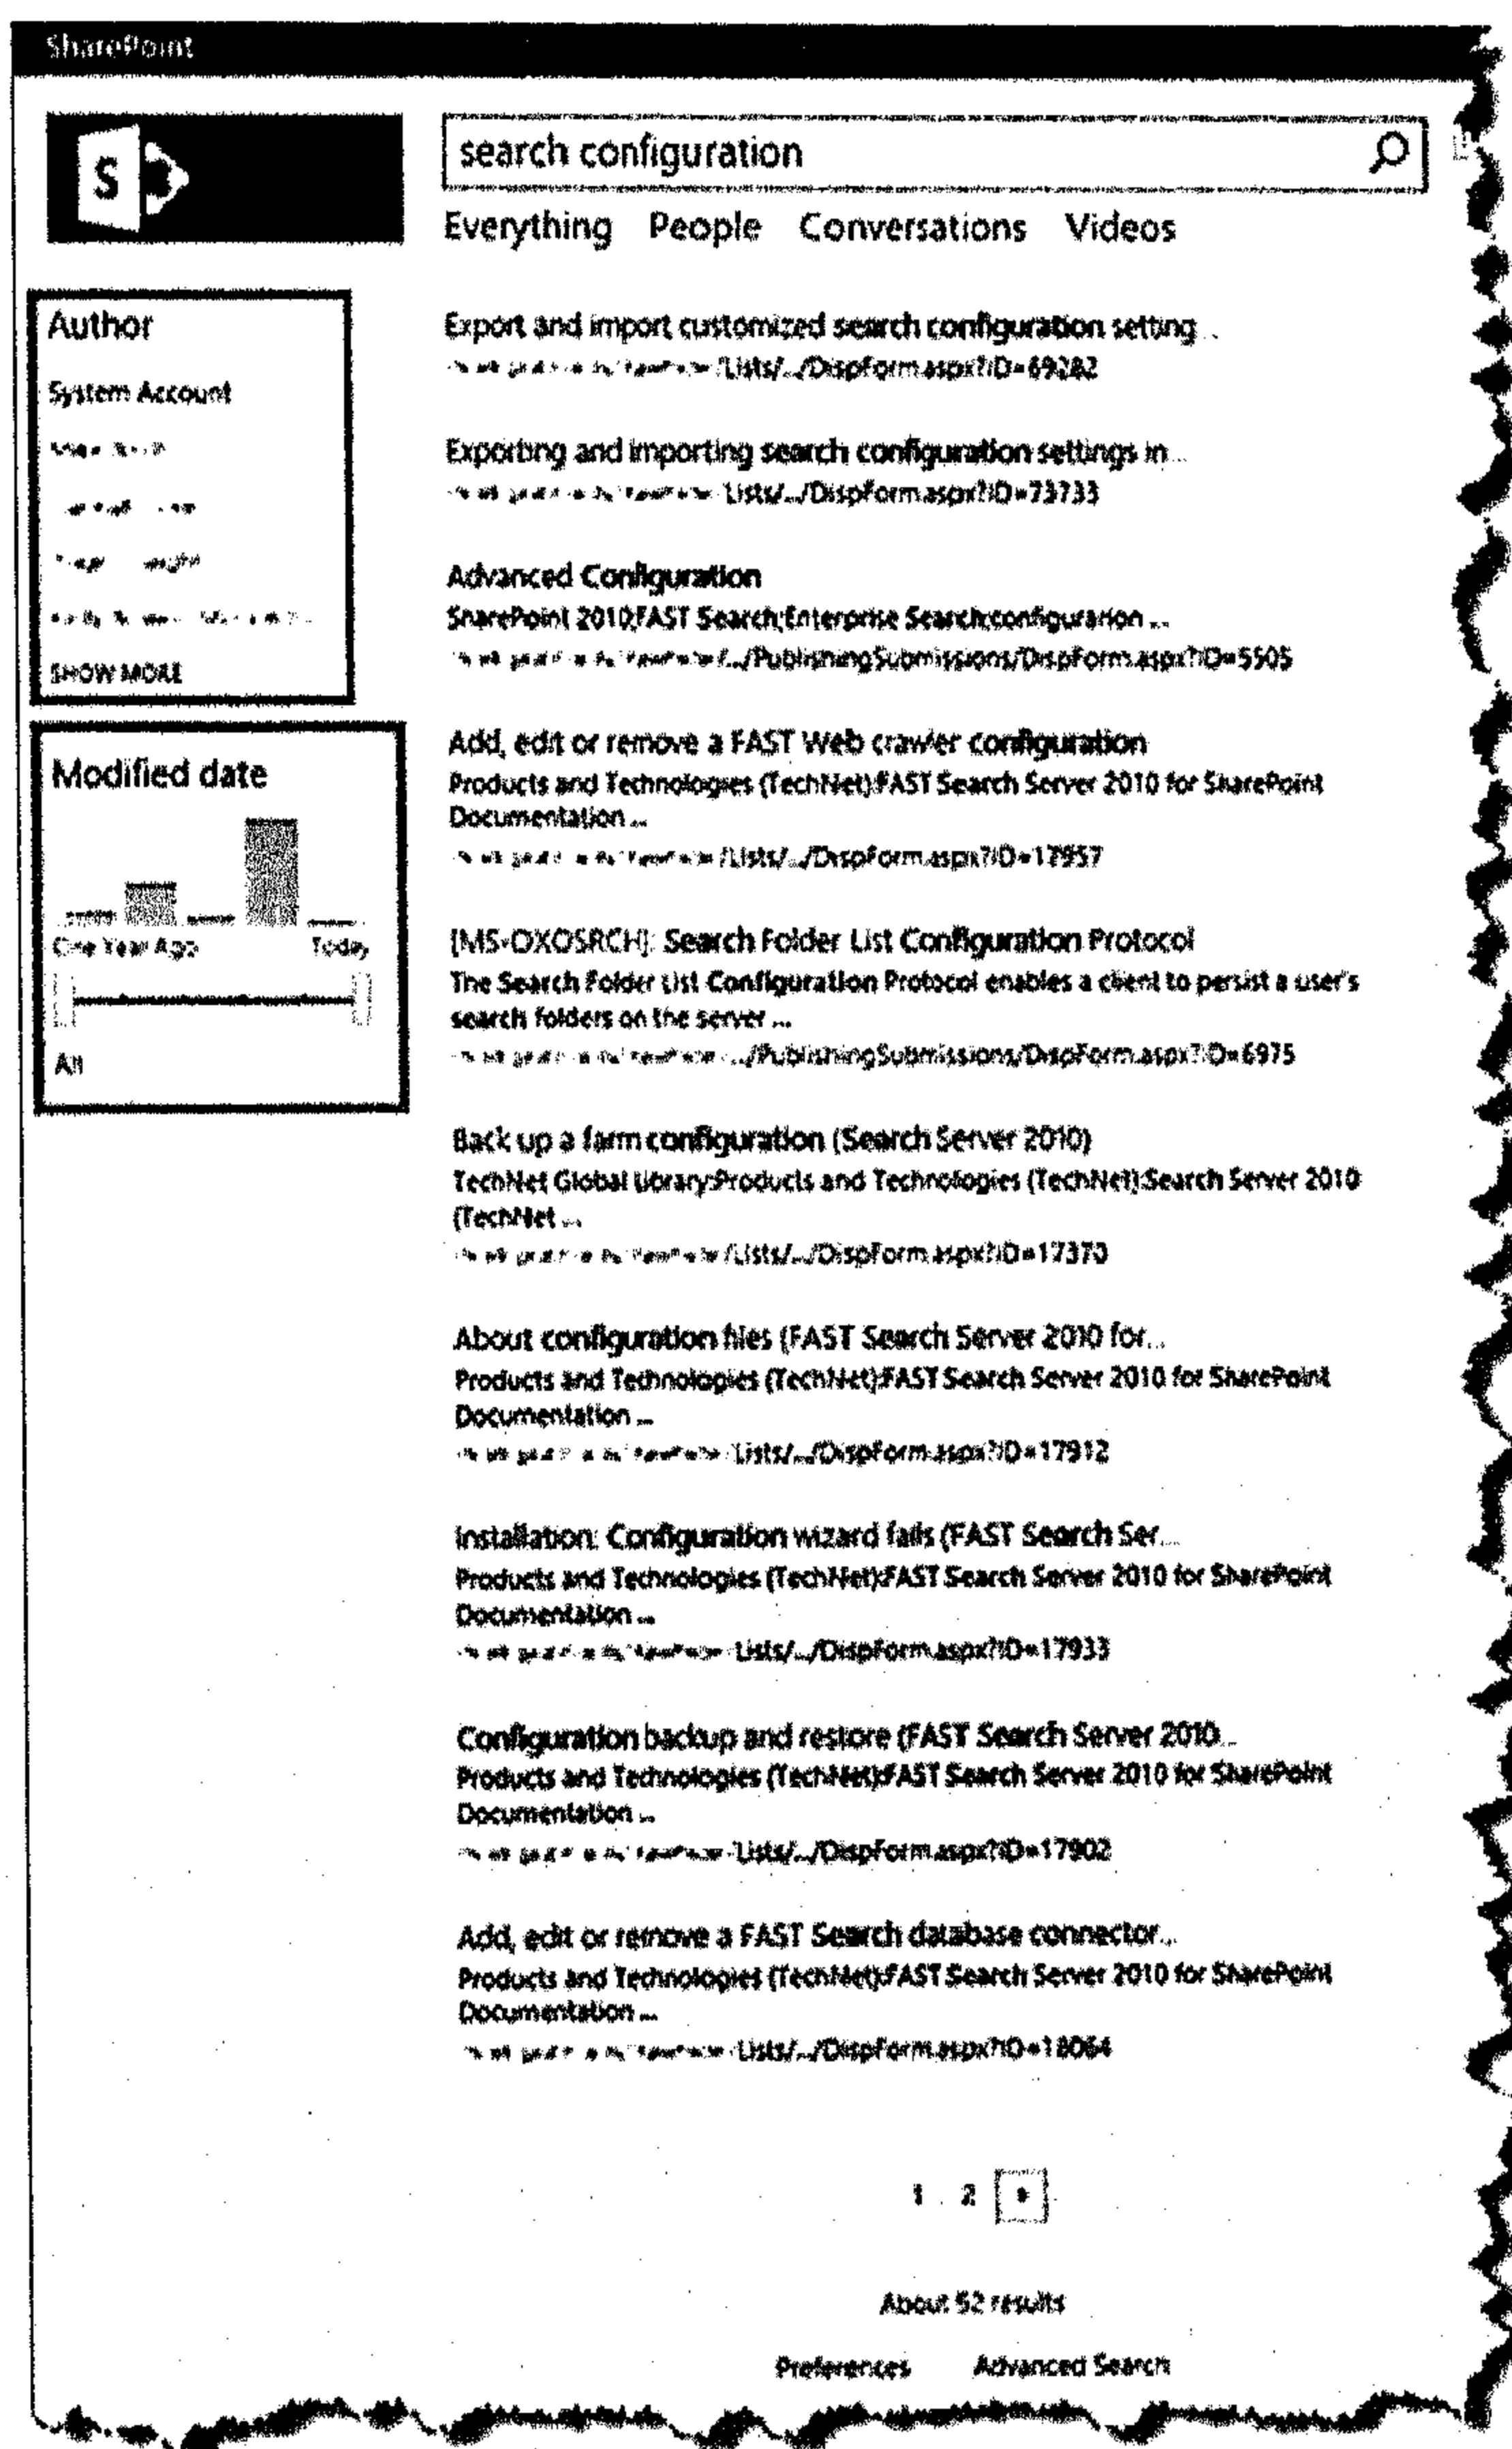 SharePoint
S
search configuration
Everything People Conversations Videos
Author
System Account
SHOW MORE
Modified date
One Year Ago Today
All
Export and import customized search configuration setting...
/Lists/../DispForm.aspx?ID=69282
Exporting and importing search configuration settings in...
Lists/../DispForm.aspx?ID=73733
Advanced Configuration
SharePoint 2010;FAST Search;Enterprise Search;configuration ...
/../PublishingSubmissions/DispForm.aspx?ID=5505
Add, edit or remove a FAST Web crawler configuration
Products and Technologies (TechNet):FAST Search Server 2010 for SharePoint
Documentation ...
/Lists/../DispForm.aspx?ID=17957
[MS-OXOSRCH]: Search Folder List Configuration Protocol
The Search Folder List Configuration Protocol enables a client to persist a user's
search folders on the server ...
../PublishingSubmissions/DispForm.aspx?ID=6975
Back up a farm configuration (Search Server 2010)
TechNet Global Library:Products and Technologies (TechNet):Search Server 2010
(TechNet ...
/Lists/../DispForm.aspx?ID=17370
About configuration files (FAST Search Server 2010 for...
Products and Technologies (TechNet):FAST Search Server 2010 for SharePoint
Documentation ...
Lists/../DispForm.aspx?ID=17912
Installation: Configuration wizard fails (FAST Search Ser...
Products and Technologies (TechNet):FAST Search Server 2010 for SharePoint
Documentation ...
Lists/../DispForm.aspx?ID=17933
Configuration backup and restore (FAST Search Server 2010...
Products and Technologies (TechNet):FAST Search Server 2010 for SharePoint
Documentation ...
Lists/../DispForm.aspx?ID=17902
Add, edit or remove a FAST Search database connector...
Products and Technologies (TechNet):FAST Search Server 2010 for SharePoint
Documentation ...
Lists/../DispForm.aspx?ID=18064
1 2
About 52 results
Preferences Advanced Search